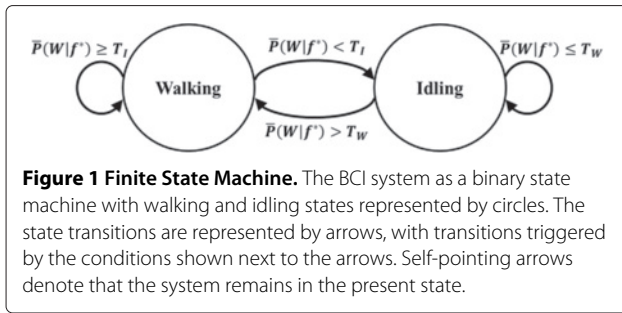 P̅(W|f*) ≥ T_I
P̅(W|f*) < T_I
P̅(W|f*) ≤ T_W
Walking
Idling
P̅(W|f*) > T_W
Figure 1 Finite State Machine. The BCI system as a binary state
machine with walking and idling states represented by circles. The
state transitions are represented by arrows, with transitions triggered
by the conditions shown next to the arrows. Self-pointing arrows
denote that the system remains in the present state.